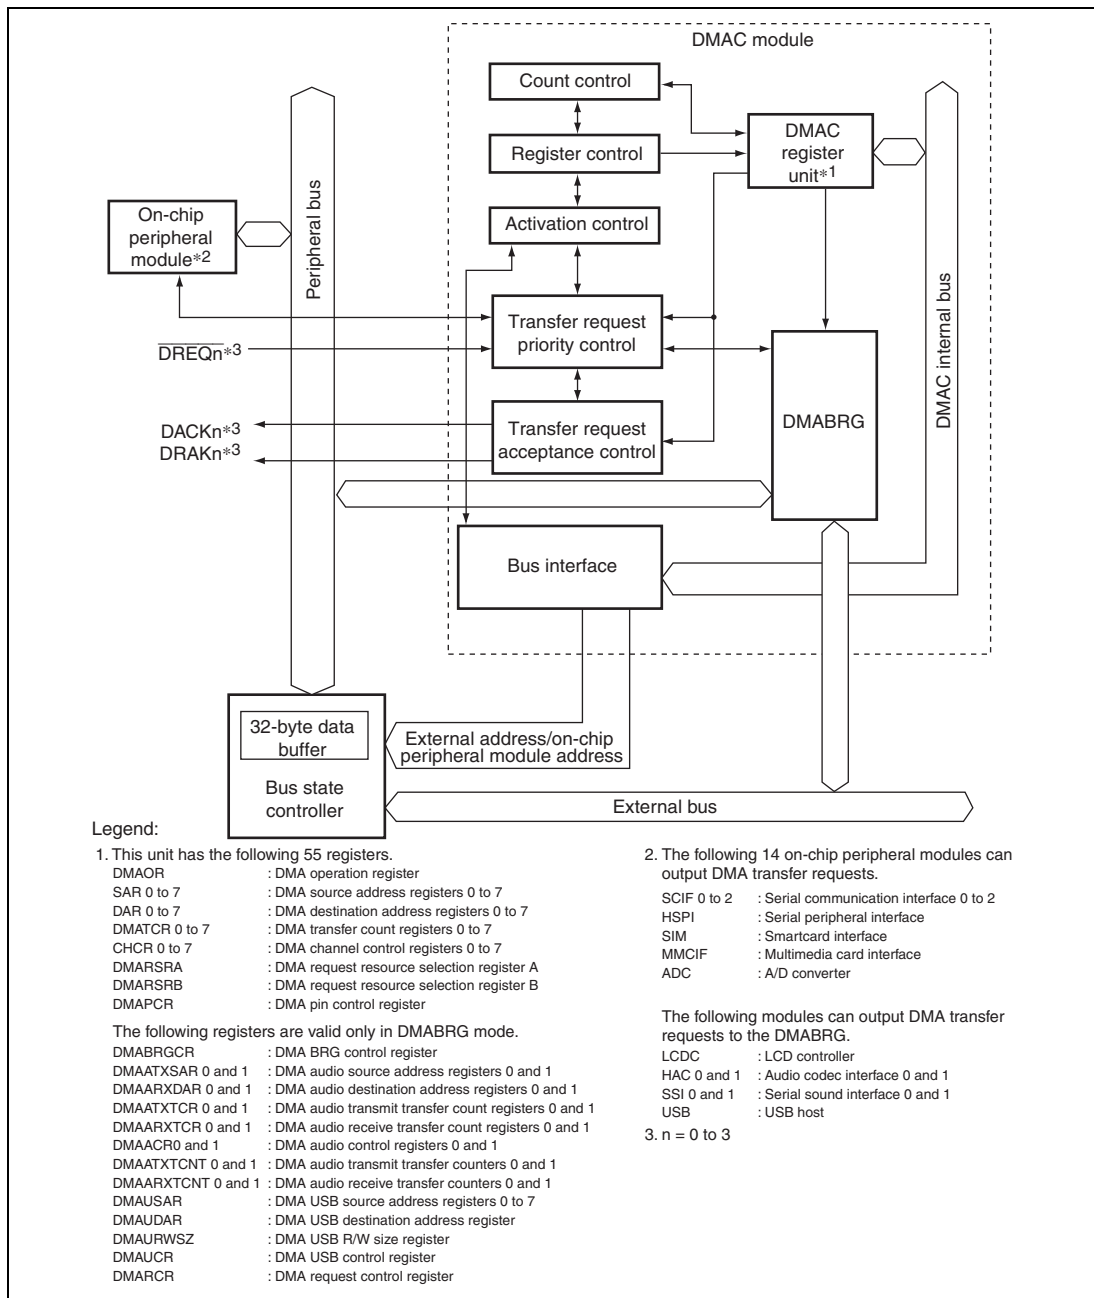 DMAC module
Count control
DMAC
register
unit*1
Register control
On-chip
peripheral
module*2
Peripheral bus
Activation control
DMAC internal bus
Transfer request
priority control
DREQn*3
DMABRG
DACKn*3
DRAKn*3
Transfer request
acceptance control
Bus interface
32-byte data
buffer
Bus state
controller
External address/on-chip
peripheral module address
External bus
Legend:
1. This unit has the following 55 registers.
DMAOR : DMA operation register
SAR 0 to 7 : DMA source address registers 0 to 7
DAR 0 to 7 : DMA destination address registers 0 to 7
DMATCR 0 to 7 : DMA transfer count registers 0 to 7
CHCR 0 to 7 : DMA channel control registers 0 to 7
DMARSRA : DMA request resource selection register A
DMARSRB : DMA request resource selection register B
DMAPCR : DMA pin control register
The following registers are valid only in DMABRG mode.
DMABRGCR : DMA BRG control register
DMAATXSAR 0 and 1 : DMA audio source address registers 0 and 1
DMAARXDAR 0 and 1 : DMA audio destination address registers 0 and 1
DMAATXTCR 0 and 1 : DMA audio transmit transfer count registers 0 and 1
DMAARXTCR 0 and 1 : DMA audio receive transfer count registers 0 and 1
DMAACR0 and 1 : DMA audio control registers 0 and 1
DMAATXTCNT 0 and 1 : DMA audio transmit transfer counters 0 and 1
DMAARXTCNT 0 and 1 : DMA audio receive transfer counters 0 and 1
DMAUSAR : DMA USB source address registers 0 to 7
DMAUDAR : DMA USB destination address register
DMAURWSZ : DMA USB R/W size register
DMAUCR : DMA USB control register
DMARCR : DMA request control register
2. The following 14 on-chip peripheral modules can
output DMA transfer requests.
SCIF 0 to 2 : Serial communication interface 0 to 2
HSPI : Serial peripheral interface
SIM : Smartcard interface
MMCIF : Multimedia card interface
ADC : A/D converter
The following modules can output DMA transfer
requests to the DMABRG.
LCDC : LCD controller
HAC 0 and 1 : Audio codec interface 0 and 1
SSI 0 and 1 : Serial sound interface 0 and 1
USB : USB host
3. n = 0 to 3